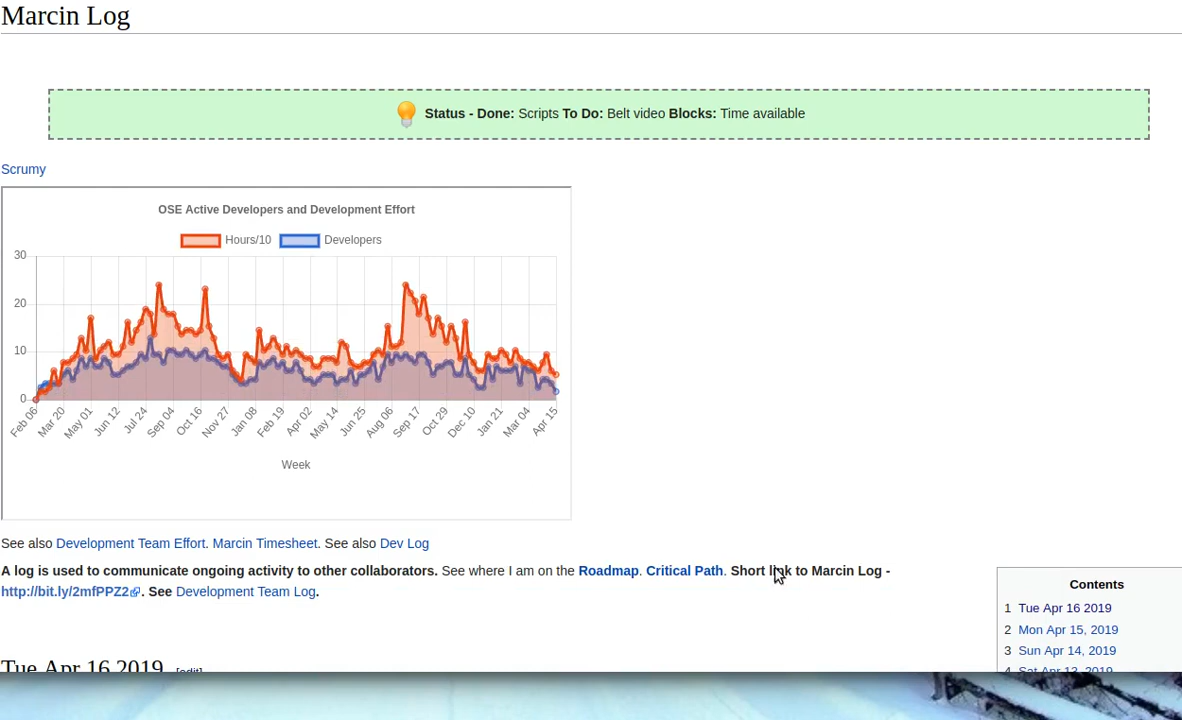 Marcin Log
Status - Done: Scripts To Do: Belt video Blocks: Time available
Scrumy
OSE Active Developers and Development Effort
Hours/10 Developers
30
20
10
0
Feb 06 Mar 20 May 01 Jun 12 Jul 24 Sep 04 Oct 16 Nov 27 Jan 08 Feb 19 Apr 02 May 14 Jun 25 Aug 06 Sep 17 Oct 29 Dec 10 Jan 21 Mar 04 Apr 15
Week
See also Development Team Effort. Marcin Timesheet. See also Dev Log
A log is used to communicate ongoing activity to other collaborators. See where I am on the Roadmap. Critical Path. Short link to Marcin Log -
http://bit.ly/2mfPPZ2. See Development Team Log.
Contents
1 Tue Apr 16 2019
2 Mon Apr 15, 2019
3 Sun Apr 14, 2019
4 Sat Apr 13, 2019
Tue Apr 16 2019 [edit]